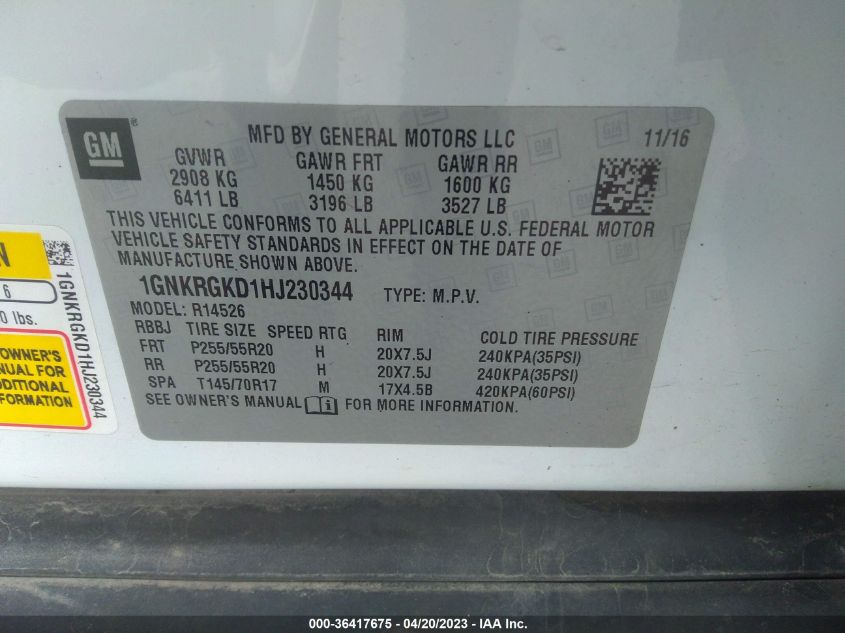 GM
MFD BY GENERAL MOTORS LLC 11/16
GVWR GAWR FRT GAWR RR
2908 KG 1450 KG 1600 KG
6411 LB 3196 LB 3527 LB
THIS VEHICLE CONFORMS TO ALL APPLICABLE U.S. FEDERAL MOTOR
VEHICLE SAFETY STANDARDS IN EFFECT ON THE DATE OF
MANUFACTURE SHOWN ABOVE.
1GNKRGKD1HJ230344 TYPE: M.P.V.
MODEL: R14526
RBBJ TIRE SIZE SPEED RTG RIM COLD TIRE PRESSURE
FRT P255/55R20 H 20X7.5J 240KPA(35PSI)
RR P255/55R20 H 20X7.5J 240KPA(35PSI)
SPA T145/70R17 M 17X4.5B 420KPA(60PSI)
SEE OWNER'S MANUAL FOR MORE INFORMATION.
N
6
0 lbs.
OWNER'S
MANUAL FOR
ADDITIONAL
INFORMATION
1GNKRGKD1HJ230344
000-36417675 - 04/20/2023 - IAA Inc.